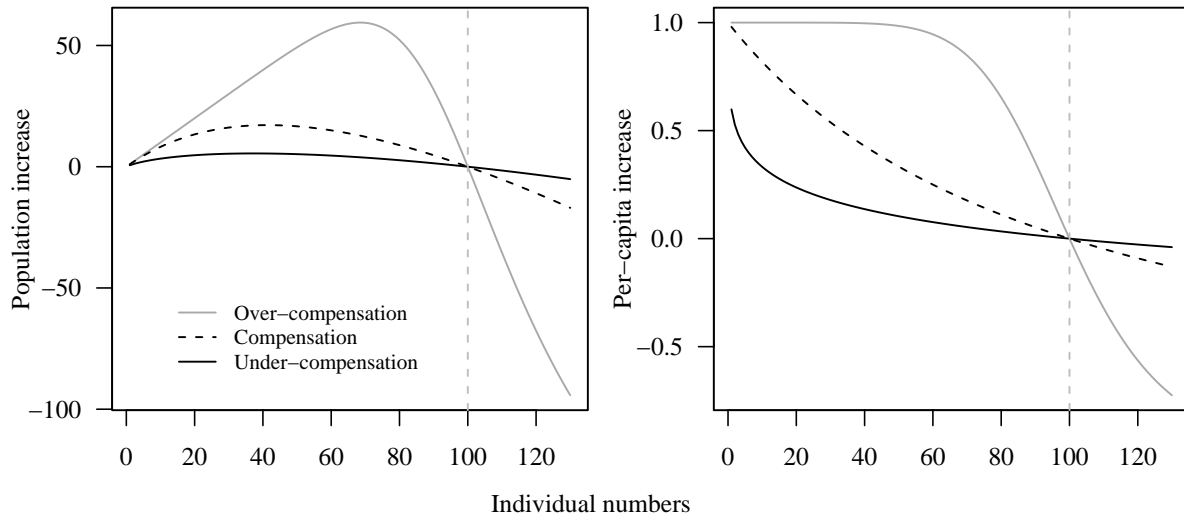 Population increase
50
0
−50
−100
0 20 40 60 80 100 120
Over−compensation
Compensation
Under−compensation
Per−capita increase
1.0
0.5
0.0
−0.5
0 20 40 60 80 100 120
Individual numbers